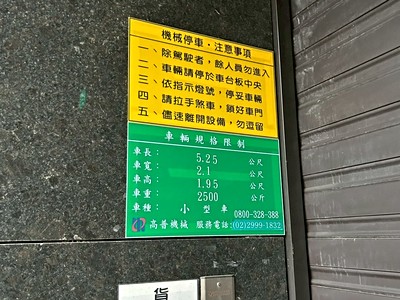 機械停車・注意事項
一、除駕駛者，餘人員勿進入
二、車輛請停於車台板中央
三、依指示燈號，停妥車輛
四、請拉手煞車，鎖好車門
五、儘速離開設備，勿逗留
車輛規格限制
車長： 5.25 公尺
車寬： 2.1 公尺
車高： 1.95 公尺
車重： 2500 公斤
車種： 小型車 0800-328-388
高普機械 服務電話:(02)2999-1832
貨